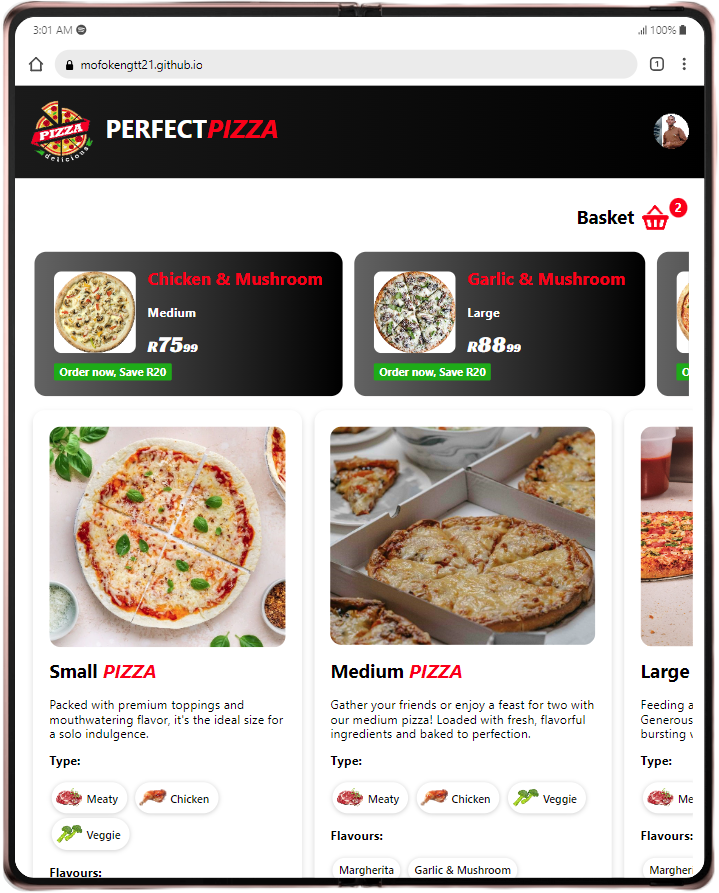 3:01 AM
100%
mofokengtt21.github.io
1
PIZZA
delicious
PERFECTPIZZA
Basket
2
Chicken & Mushroom
Medium
R7599
Order now, Save R20
Garlic & Mushroom
Large
R8899
Order now, Save R20
O
Small PIZZA
Packed with premium toppings and
mouthwatering flavor, it's the ideal size for
a solo indulgence.
Type:
Meaty
Chicken
Veggie
Flavours:
Medium PIZZA
Gather your friends or enjoy a feast for two with
our medium pizza! Loaded with fresh, flavorful
ingredients and baked to perfection.
Type:
Meaty
Chicken
Veggie
Flavours:
Margherita
Garlic & Mushroom
Large
Feeding a
Generous
bursting
Type:
Me
Flavours:
Margher